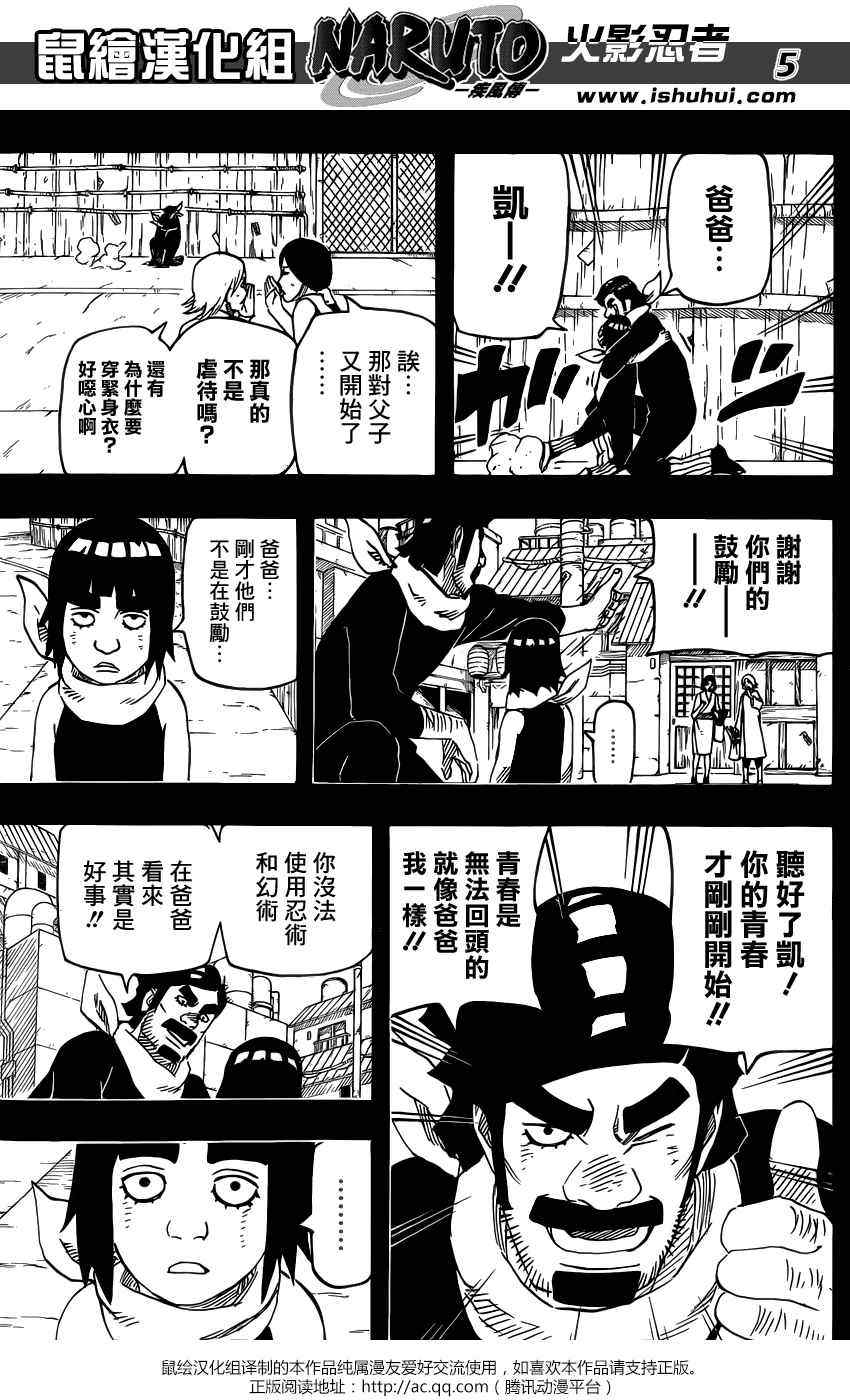 鼠繪漢化組
NARUTO
疾風傳
火影忍者
5
www.ishuhui.com
爸爸…
凱—!!
誒…
那對父子
又開始了
……
那真的
不是
虐待嗎?
還有
為什麼要
穿緊身衣?
好噁心啊
謝謝
你們的
鼓勵——!!
……
爸爸…
剛才他們
不是在鼓勵…
聽好了凱!
你的青春
才剛剛開始!!
青春是
無法回頭的
就像爸爸
我一樣!!
你沒法
使用忍術
和幻術
在爸爸
看來
其實是
好事!!
………
鼠绘汉化组译制的本作品纯属漫友爱好交流使用，如喜欢本作品请支持正版。
正版阅读地址：http://ac.qq.com（腾讯动漫平台）